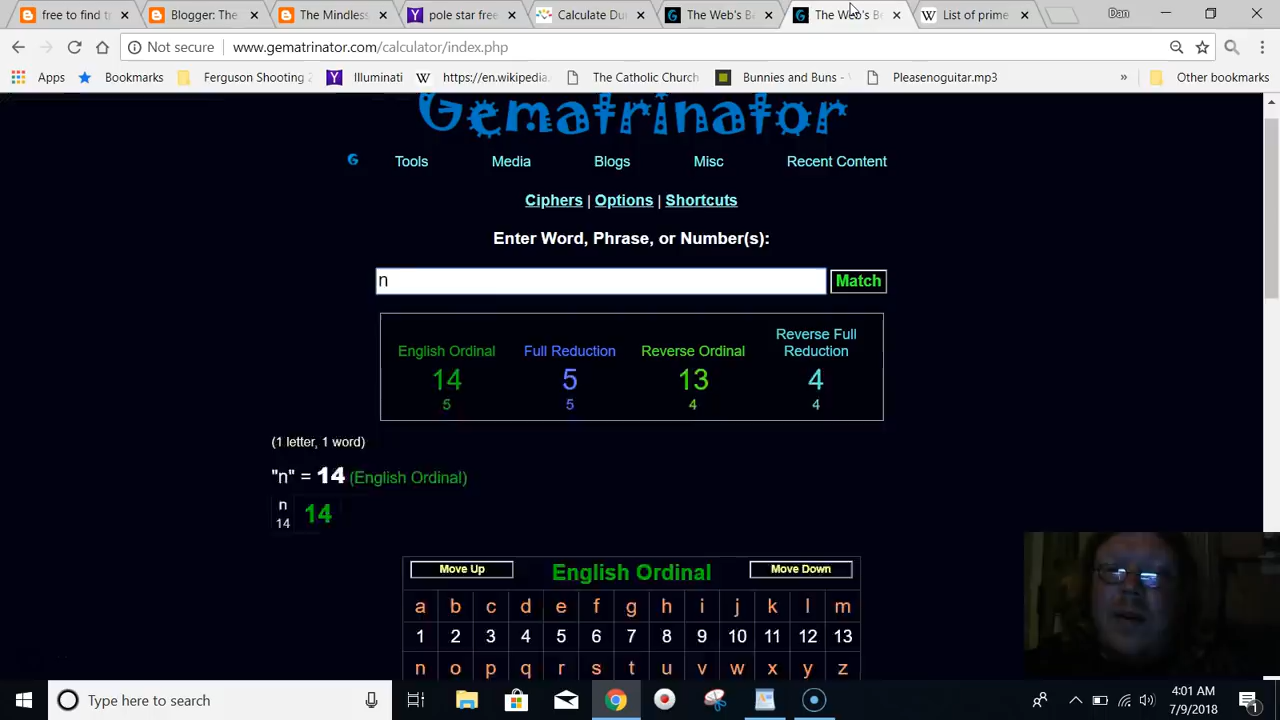 free to find t
Blogger: The
The Mindless
pole star free
Calculate Du
The Web's Be
The Web's Be
List of prime
Dan
Not secure www.gematrinator.com/calculator/index.php
Apps
Bookmarks
Ferguson Shooting 2
Illuminati
https://en.wikipedia.
The Catholic Church
Bunnies and Buns -
Pleasenoguitar.mp3
»
Other bookmarks
Gematrinator
Tools Media Blogs Misc Recent Content
Ciphers | Options | Shortcuts
Enter Word, Phrase, or Number(s):
n Match
English Ordinal Full Reduction Reverse Ordinal Reverse Full Reduction
14 5 13 4
5 5 4 4
(1 letter, 1 word)
"n" = 14 (English Ordinal)
n 14
14
Move Up English Ordinal Move Down
a b c d e f g h i j k l m
1 2 3 4 5 6 7 8 9 10 11 12 13
n o p q r s t u v w x y z
Type here to search
4:01 AM
7/9/2018
1